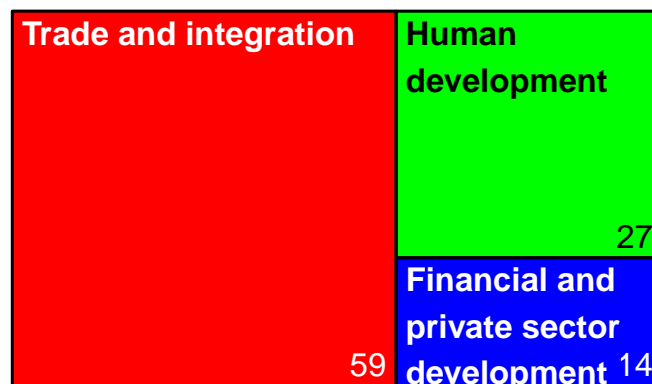 Trade and integration
59
Human
development
27
Financial and
private sector
development 14